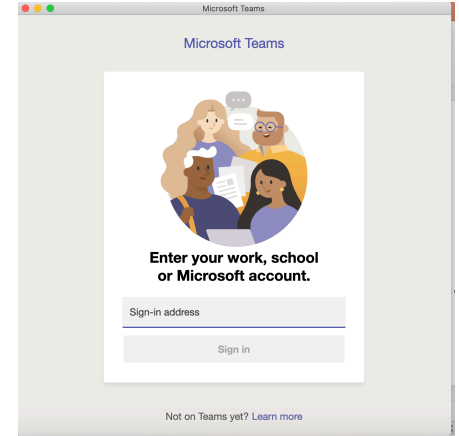 Microsoft Teams
Microsoft Teams
Enter your work, school
or Microsoft account.
Sign-in address
Sign in
Not on Teams yet? Learn more